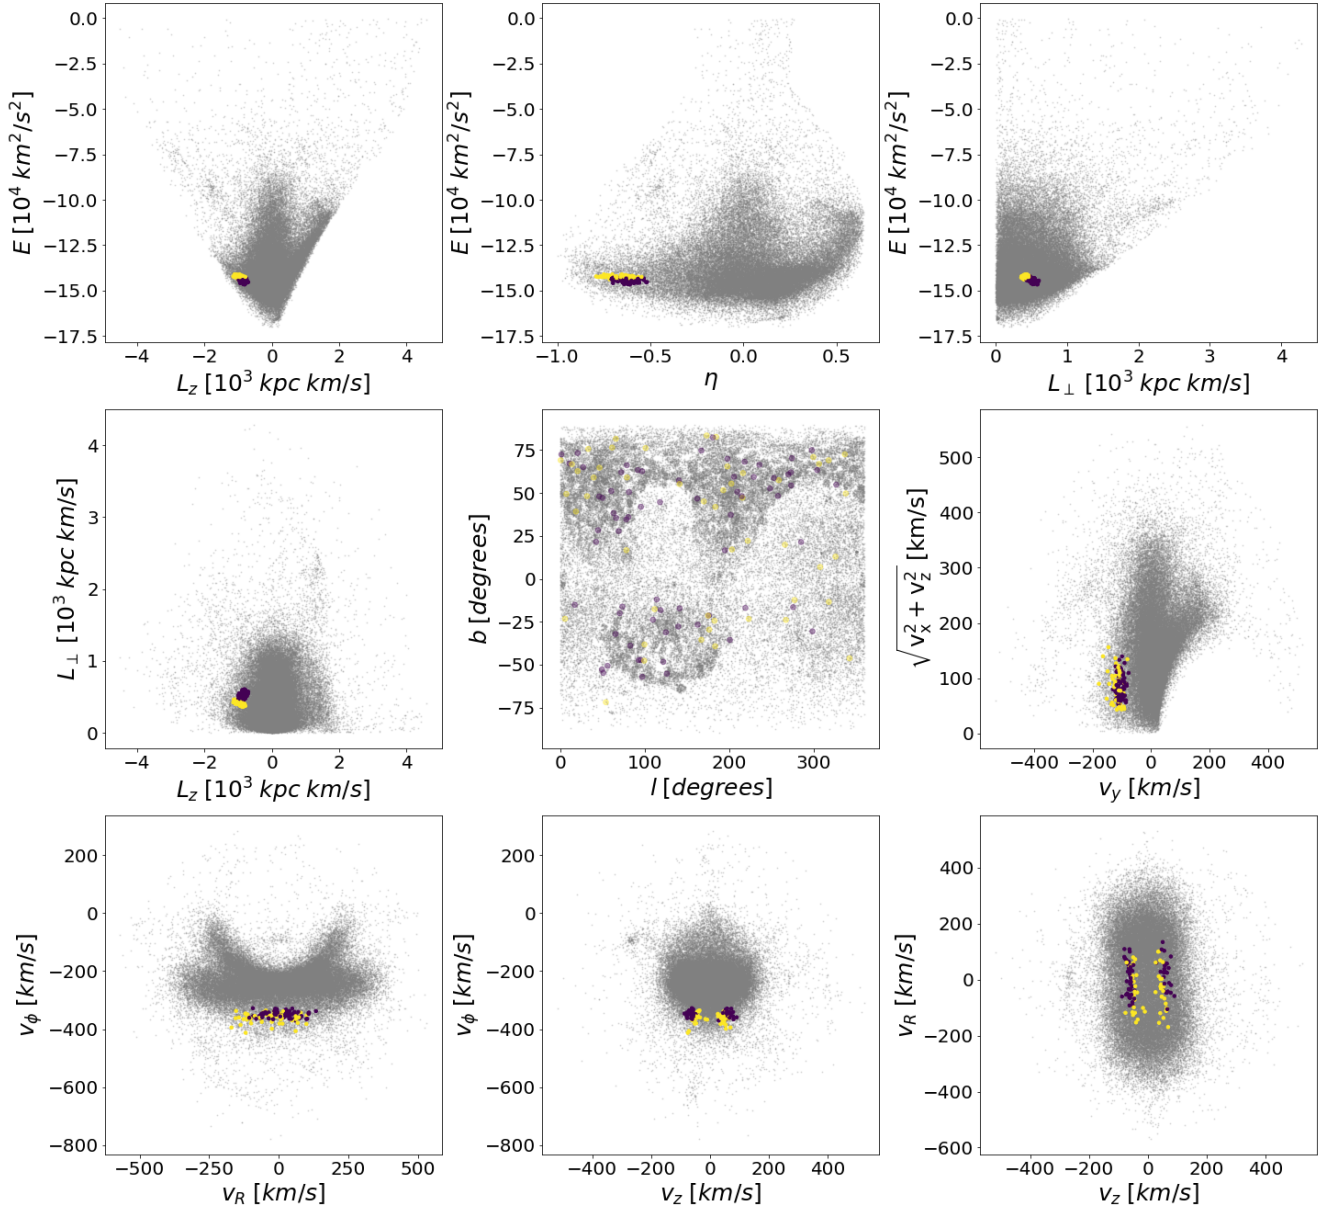 0.0
−2.5
−5.0
−7.5
−10.0
−12.5
−15.0
−17.5
E [10⁴ km²/s²]
−4 −2 0 2 4
L_z [10³ kpc km/s]
0.0
−2.5
−5.0
−7.5
−10.0
−12.5
−15.0
−17.5
E [10⁴ km²/s²]
−1.0 −0.5 0.0 0.5
η
0.0
−2.5
−5.0
−7.5
−10.0
−12.5
−15.0
−17.5
E [10⁴ km²/s²]
0 1 2 3 4
L_⊥ [10³ kpc km/s]
4
3
2
1
0
L_⊥ [10³ kpc km/s]
−4 −2 0 2 4
L_z [10³ kpc km/s]
75
50
25
0
−25
−50
−75
b [degrees]
0 100 200 300
l [degrees]
500
400
300
200
100
0
√v_x² + v_z² [km/s]
−400 −200 0 200 400
v_y [km/s]
200
0
−200
−400
−600
−800
v_ϕ [km/s]
−500 −250 0 250 500
v_R [km/s]
200
0
−200
−400
−600
−800
v_ϕ [km/s]
−400 −200 0 200 400
v_z [km/s]
400
200
0
−200
−400
−600
v_R [km/s]
−400 −200 0 200 400
v_z [km/s]